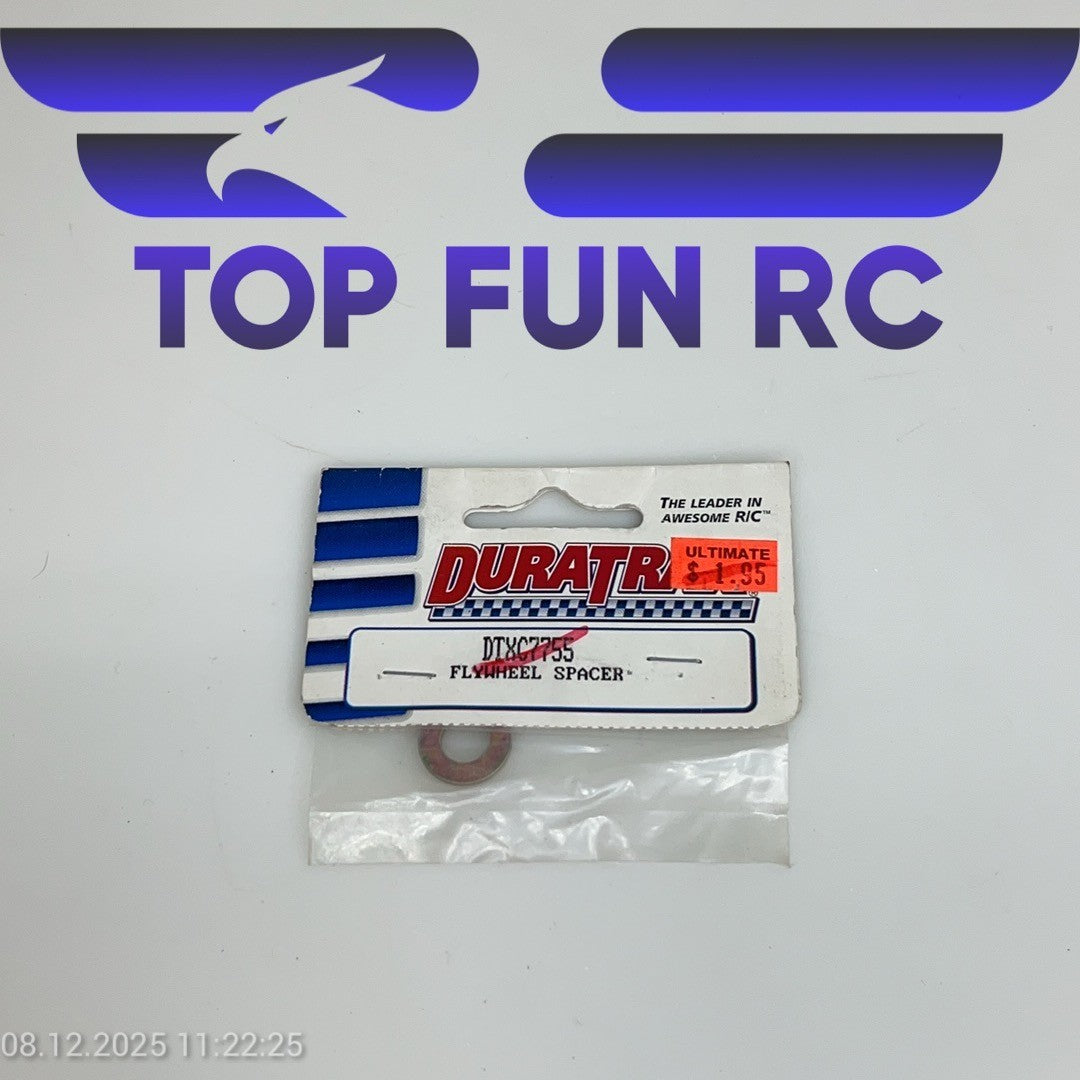 TOP FUN RC
THE LEADER IN
AWESOME R/C™
DURATRAX®
ULTIMATE
$ 1.95
DTXC7755
FLYWHEEL SPACER
08.12.2025 11:22:25